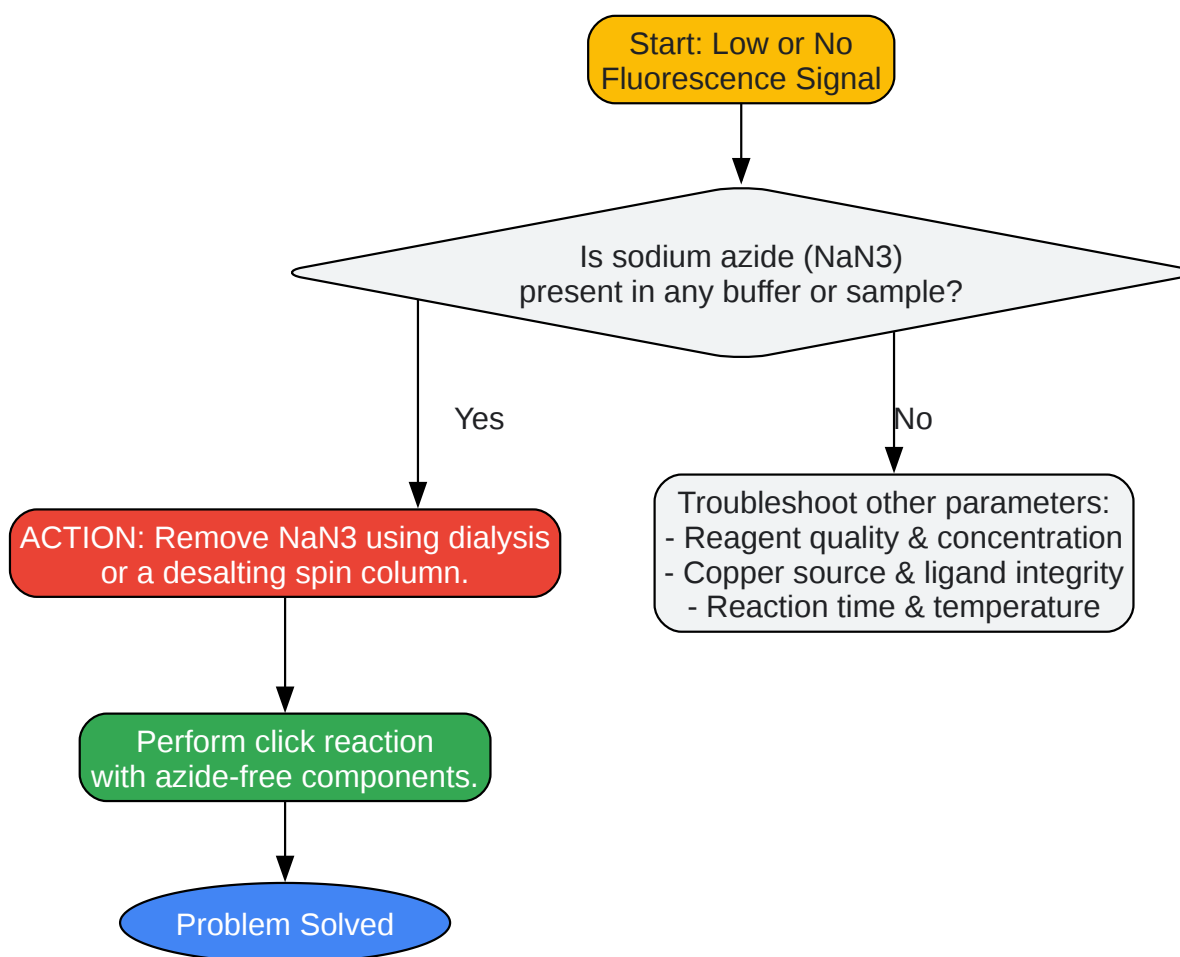 Start: Low or No
Fluorescence Signal
Is sodium azide (NaN3)
present in any buffer or sample?
Yes
No
ACTION: Remove NaN3 using dialysis
or a desalting spin column.
Troubleshoot other parameters:
- Reagent quality & concentration
- Copper source & ligand integrity
- Reaction time & temperature
Perform click reaction
with azide-free components.
Problem Solved